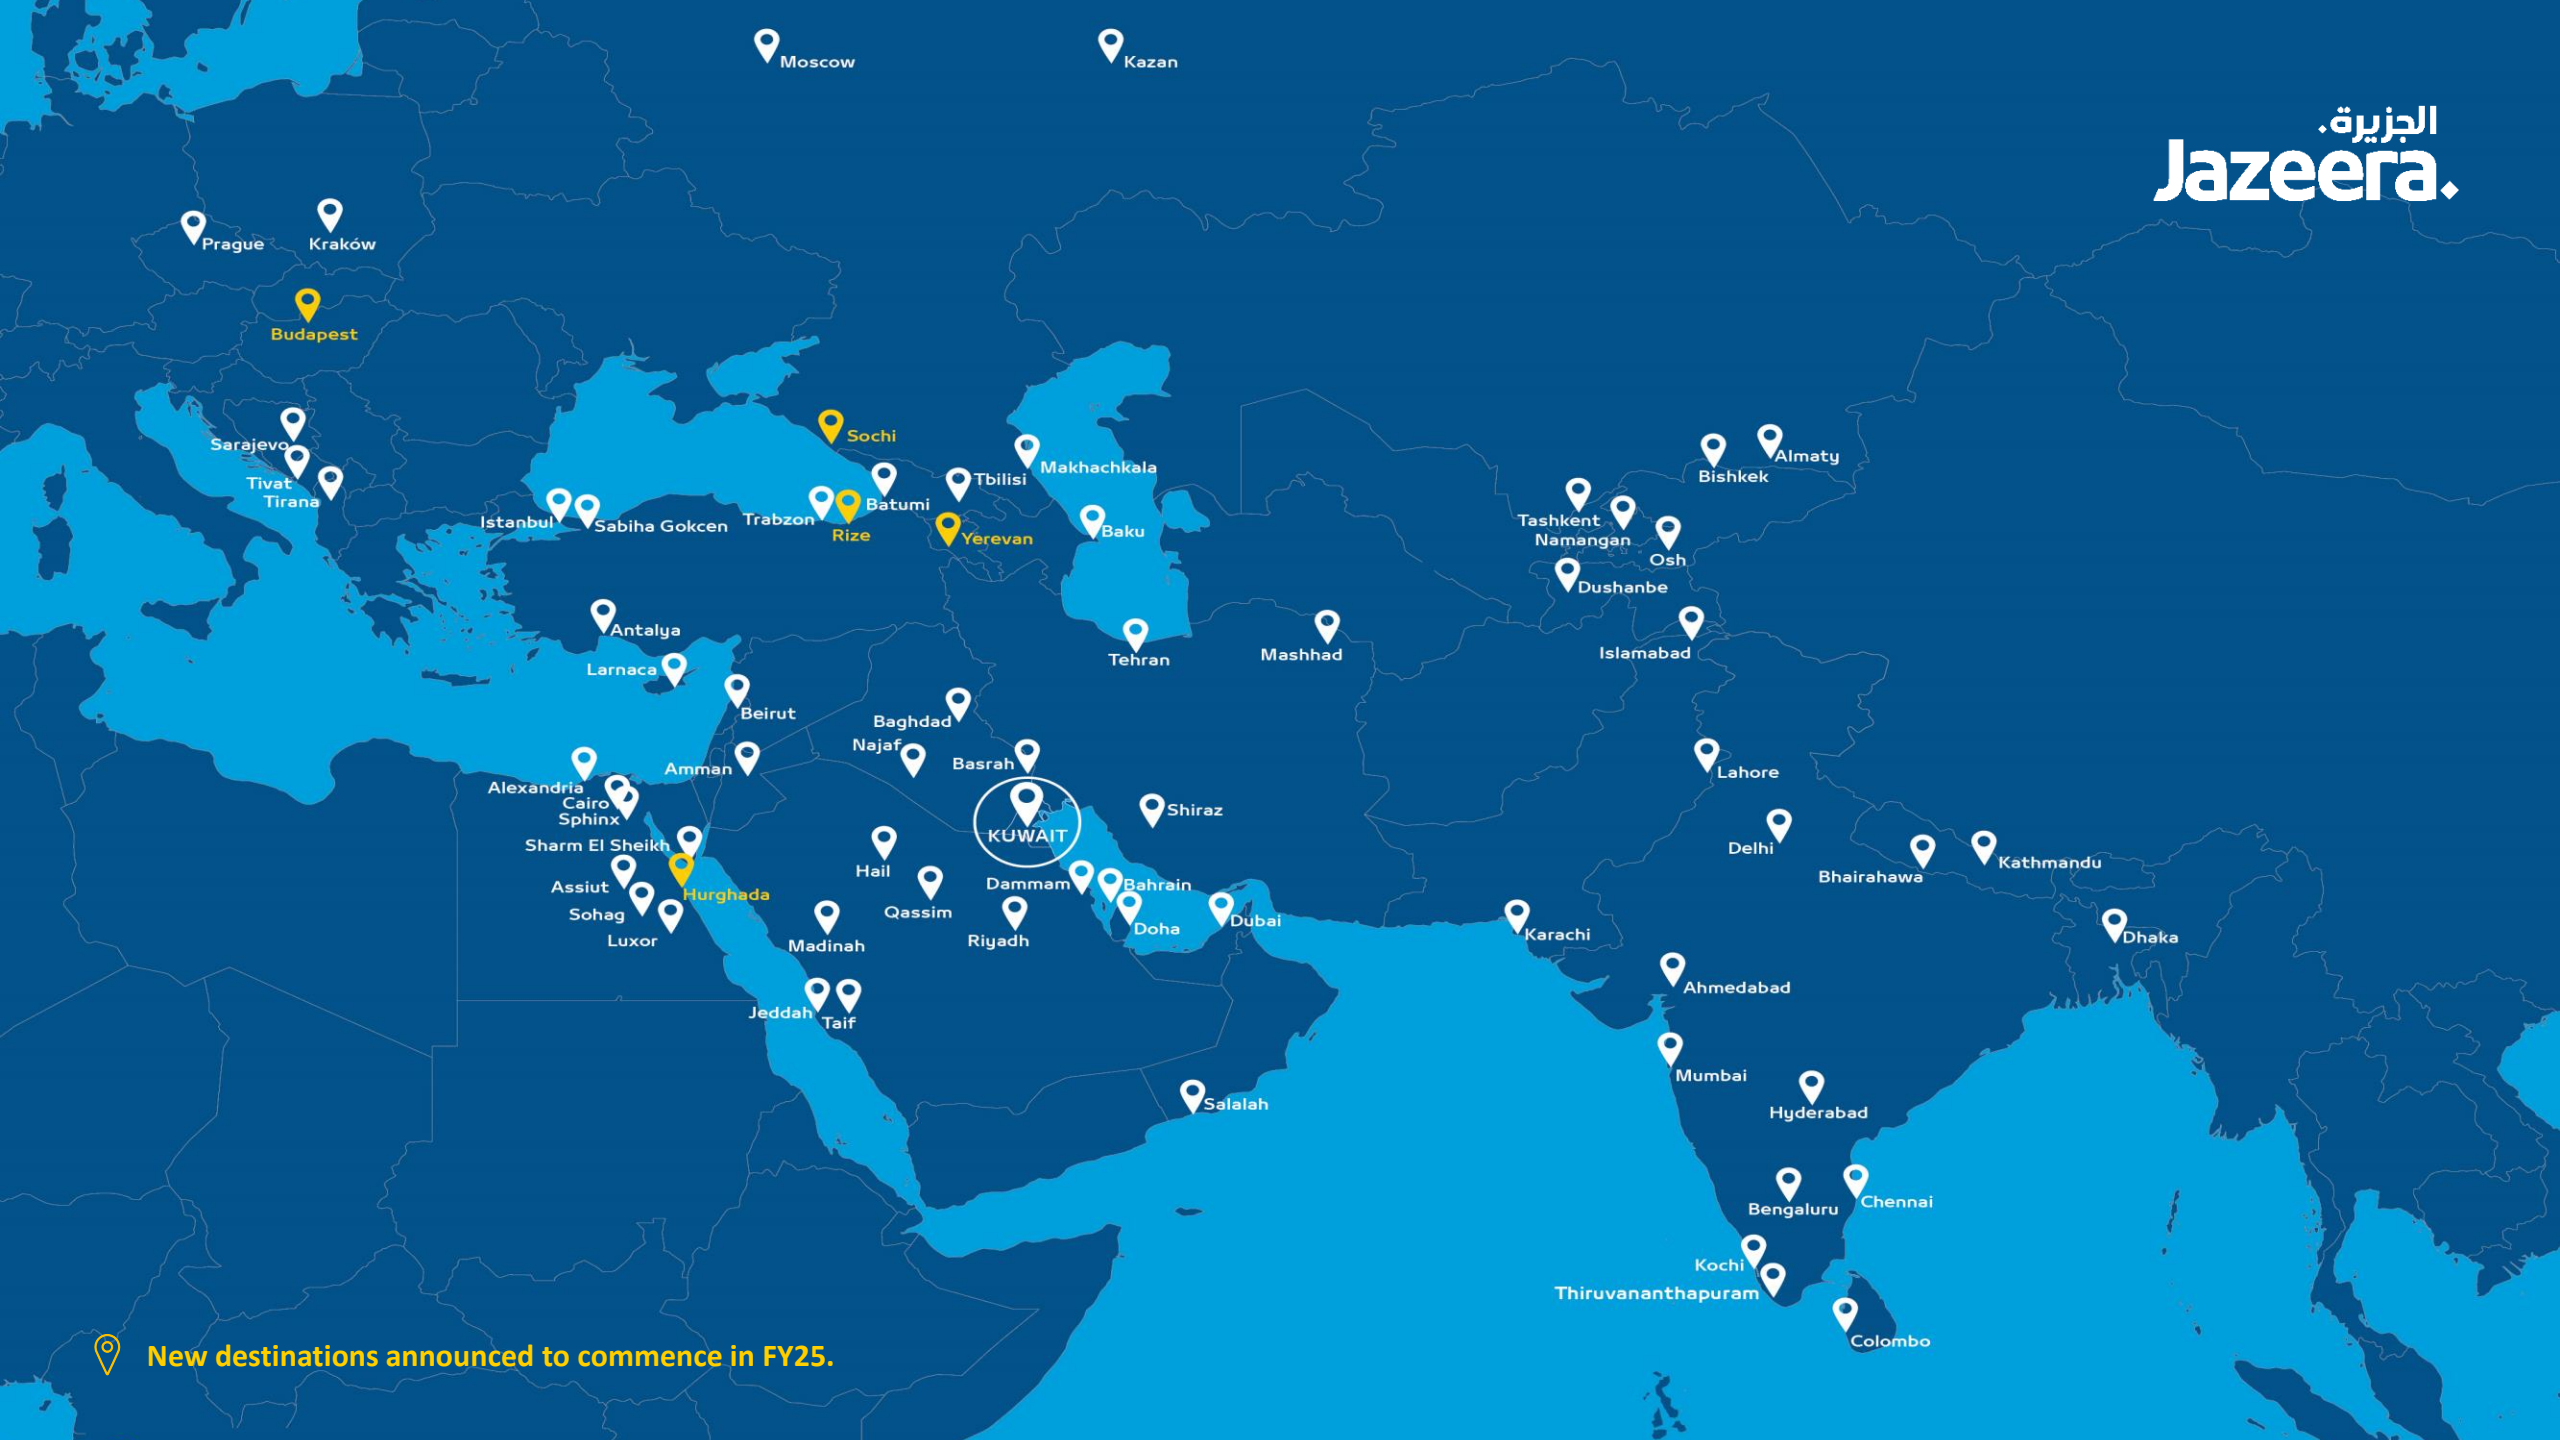 Moscow
Kazan
الجزيرة.
Jazeera.
Prague
Kraków
Budapest
Sochi
Sarajevo
Makhachkala
Almaty
Tbilisi
Bishkek
Tivat
Tirana
Batumi
Istanbul
Sabiha Gokcen
Trabzon
Rize
Yerevan
Baku
Tashkent
Namangan
Osh
Dushanbe
Antalya
Larnaca
Tehran
Mashhad
Islamabad
Beirut
Baghdad
Najaf
Basrah
Amman
Lahore
Alexandria
Cairo
Sphinx
Shiraz
KUWAIT
Sharm El Sheikh
Delhi
Kathmandu
Bhairahawa
Hail
Dammam
Bahrain
Assiut
Hurghada
Sohag
Qassim
Dubai
Doha
Luxor
Madinah
Riyadh
Karachi
Dhaka
Ahmedabad
Jeddah
Taif
Mumbai
Salalah
Hyderabad
Bengaluru
Chennai
Kochi
Thiruvananthapuram
Colombo
New destinations announced to commence in FY25.